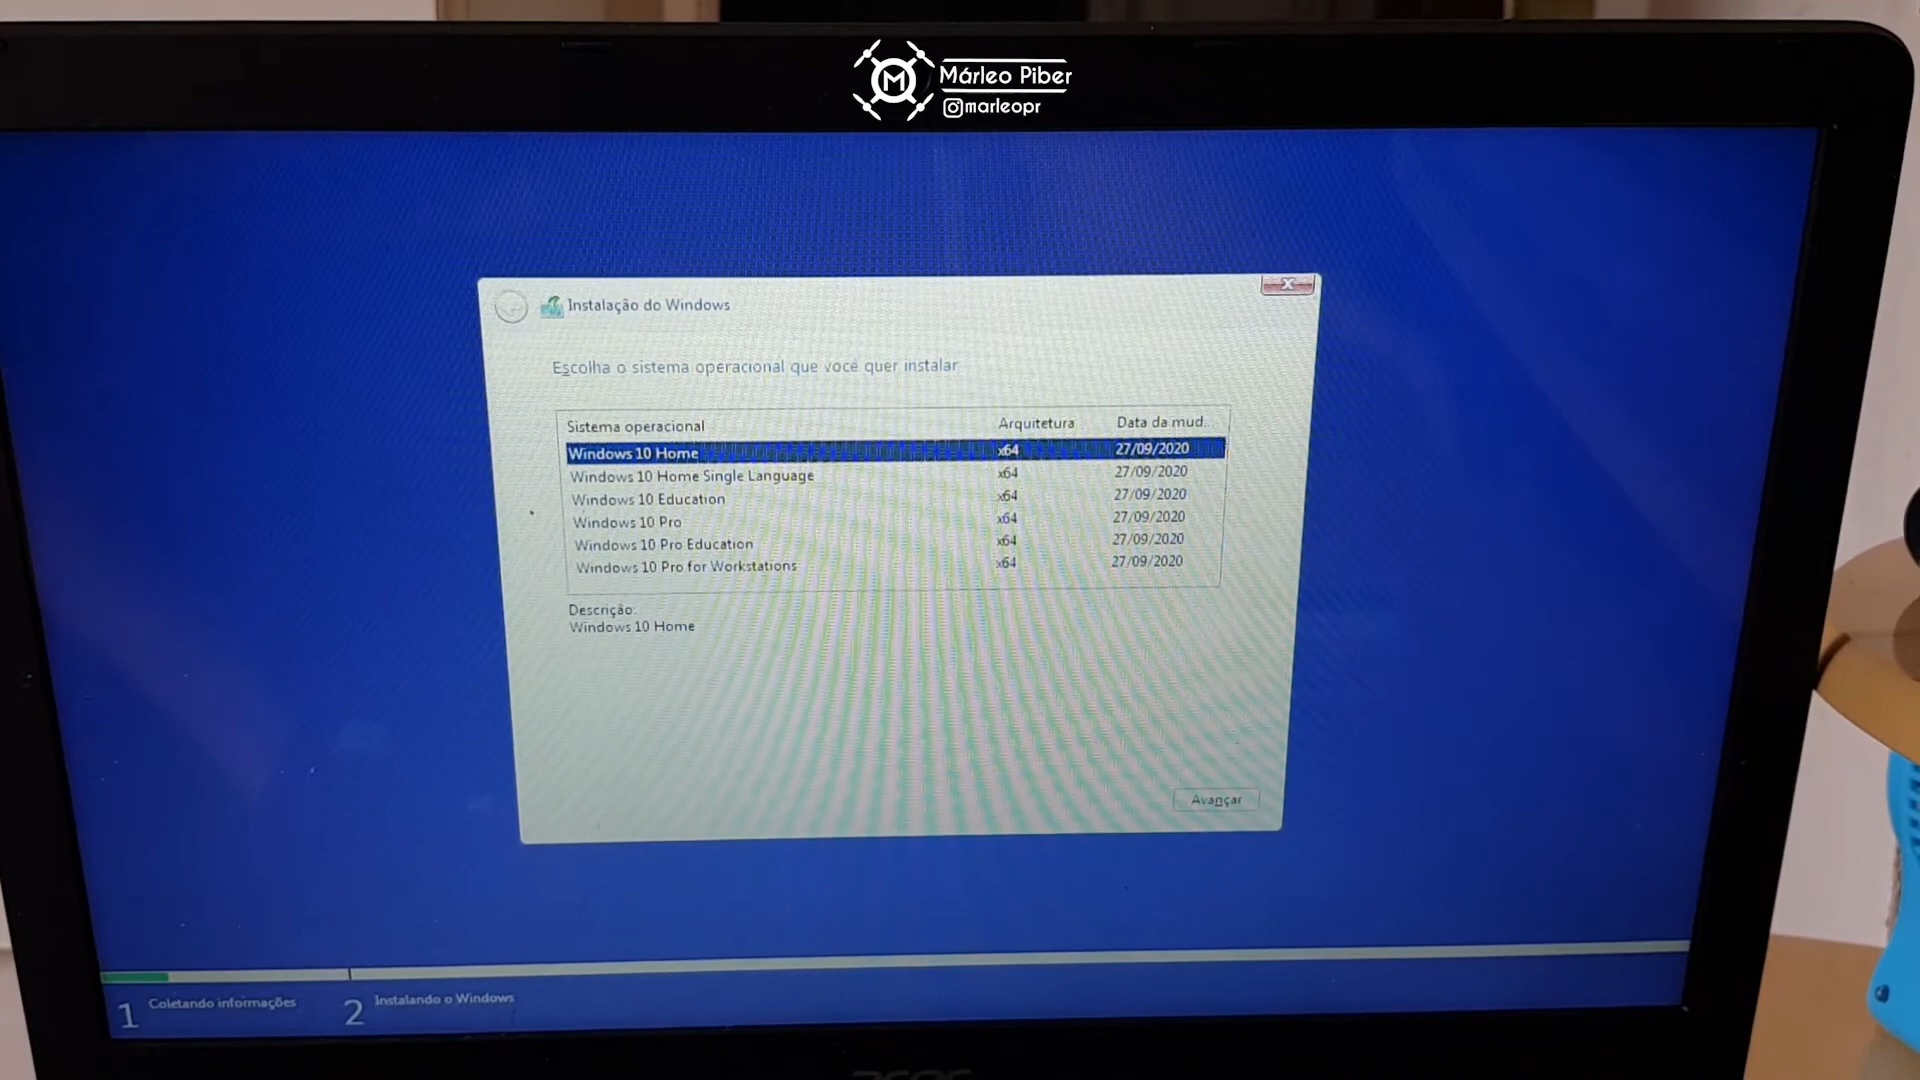 M
Márleo Piber
marleopr
Instalação do Windows
Escolha o sistema operacional que você quer instalar
Sistema operacional Arquitetura Data da mud...
Windows 10 Home x64 27/09/2020
Windows 10 Home Single Language x64 27/09/2020
Windows 10 Education x64 27/09/2020
Windows 10 Pro x64 27/09/2020
Windows 10 Pro Education x64 27/09/2020
Windows 10 Pro for Workstations x64 27/09/2020
Descrição:
Windows 10 Home
Avançar
1 Coletando informações 2 Instalando o Windows
acer